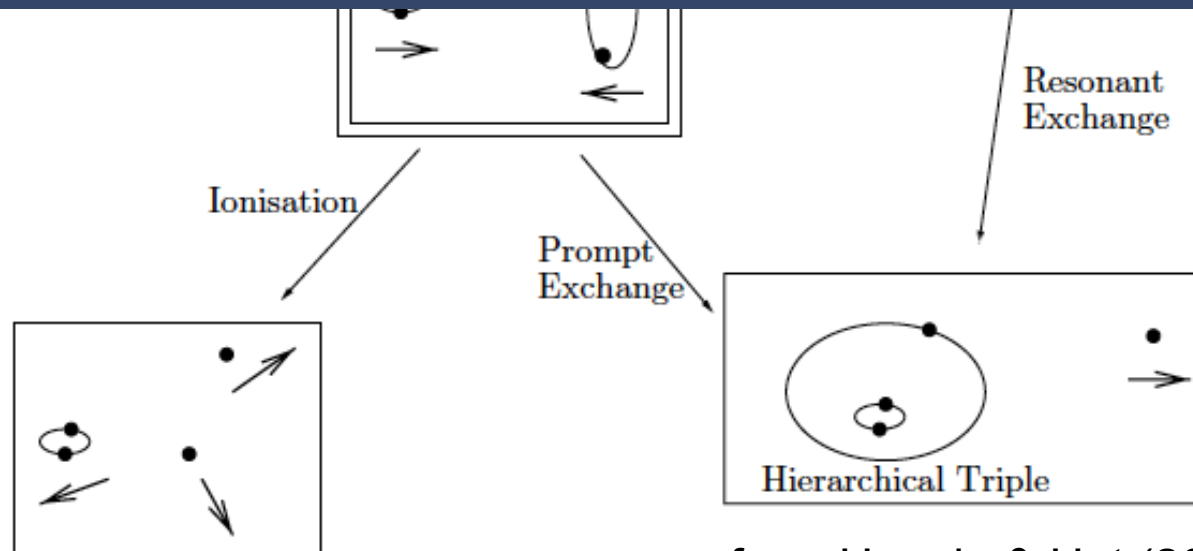 Resonant
Exchange
Ionisation
Prompt
Exchange
Hierarchical Triple